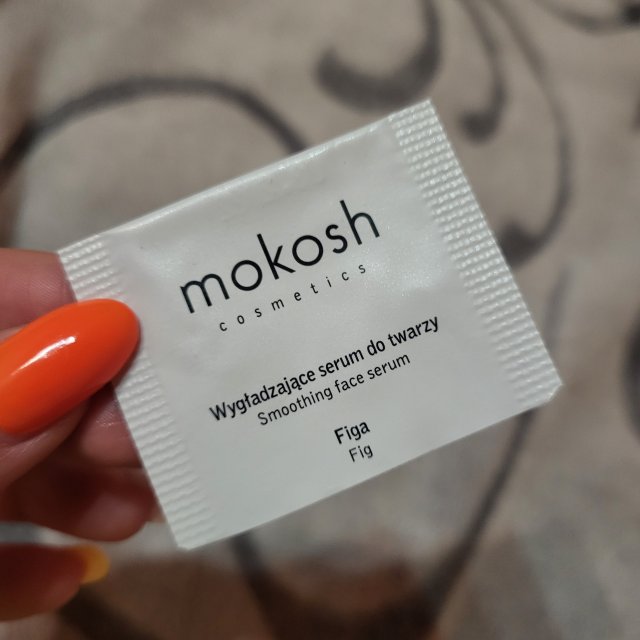 mokosh
cosmetics
Wygładzające serum do twarzy
Smoothing face serum
Figa
Fig